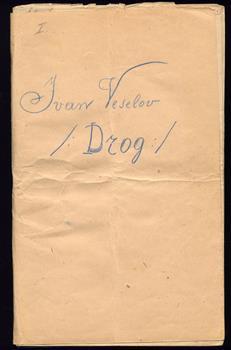 I.
Ivan Veselov
/: Drog :/